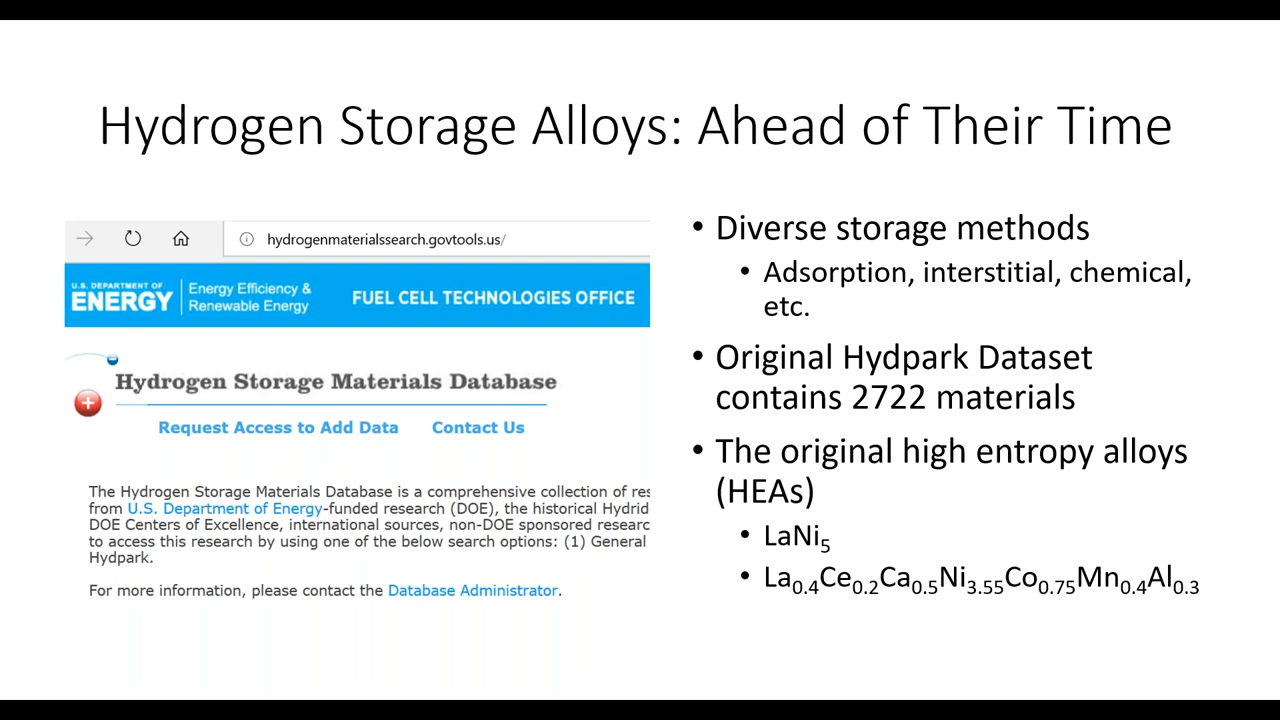 Hydrogen Storage Alloys: Ahead of Their Time
hydrogenmaterialssearch.govtools.us/
U.S. DEPARTMENT OF
ENERGY
Energy Efficiency &
Renewable Energy
FUEL CELL TECHNOLOGIES OFFICE
Hydrogen Storage Materials Database
Request Access to Add Data Contact Us
The Hydrogen Storage Materials Database is a comprehensive collection of res
from U.S. Department of Energy-funded research (DOE), the historical Hydrid
DOE Centers of Excellence, international sources, non-DOE sponsored researc
to access this research by using one of the below search options: (1) General
Hydpark.
For more information, please contact the Database Administrator.
• Diverse storage methods
• Adsorption, interstitial, chemical,
etc.
• Original Hydpark Dataset
contains 2722 materials
• The original high entropy alloys
(HEAs)
• LaNi₅
• La₀.₄Ce₀.₂Ca₀.₅Ni₃.₅₅Co₀.₇₅Mn₀.₄Al₀.₃